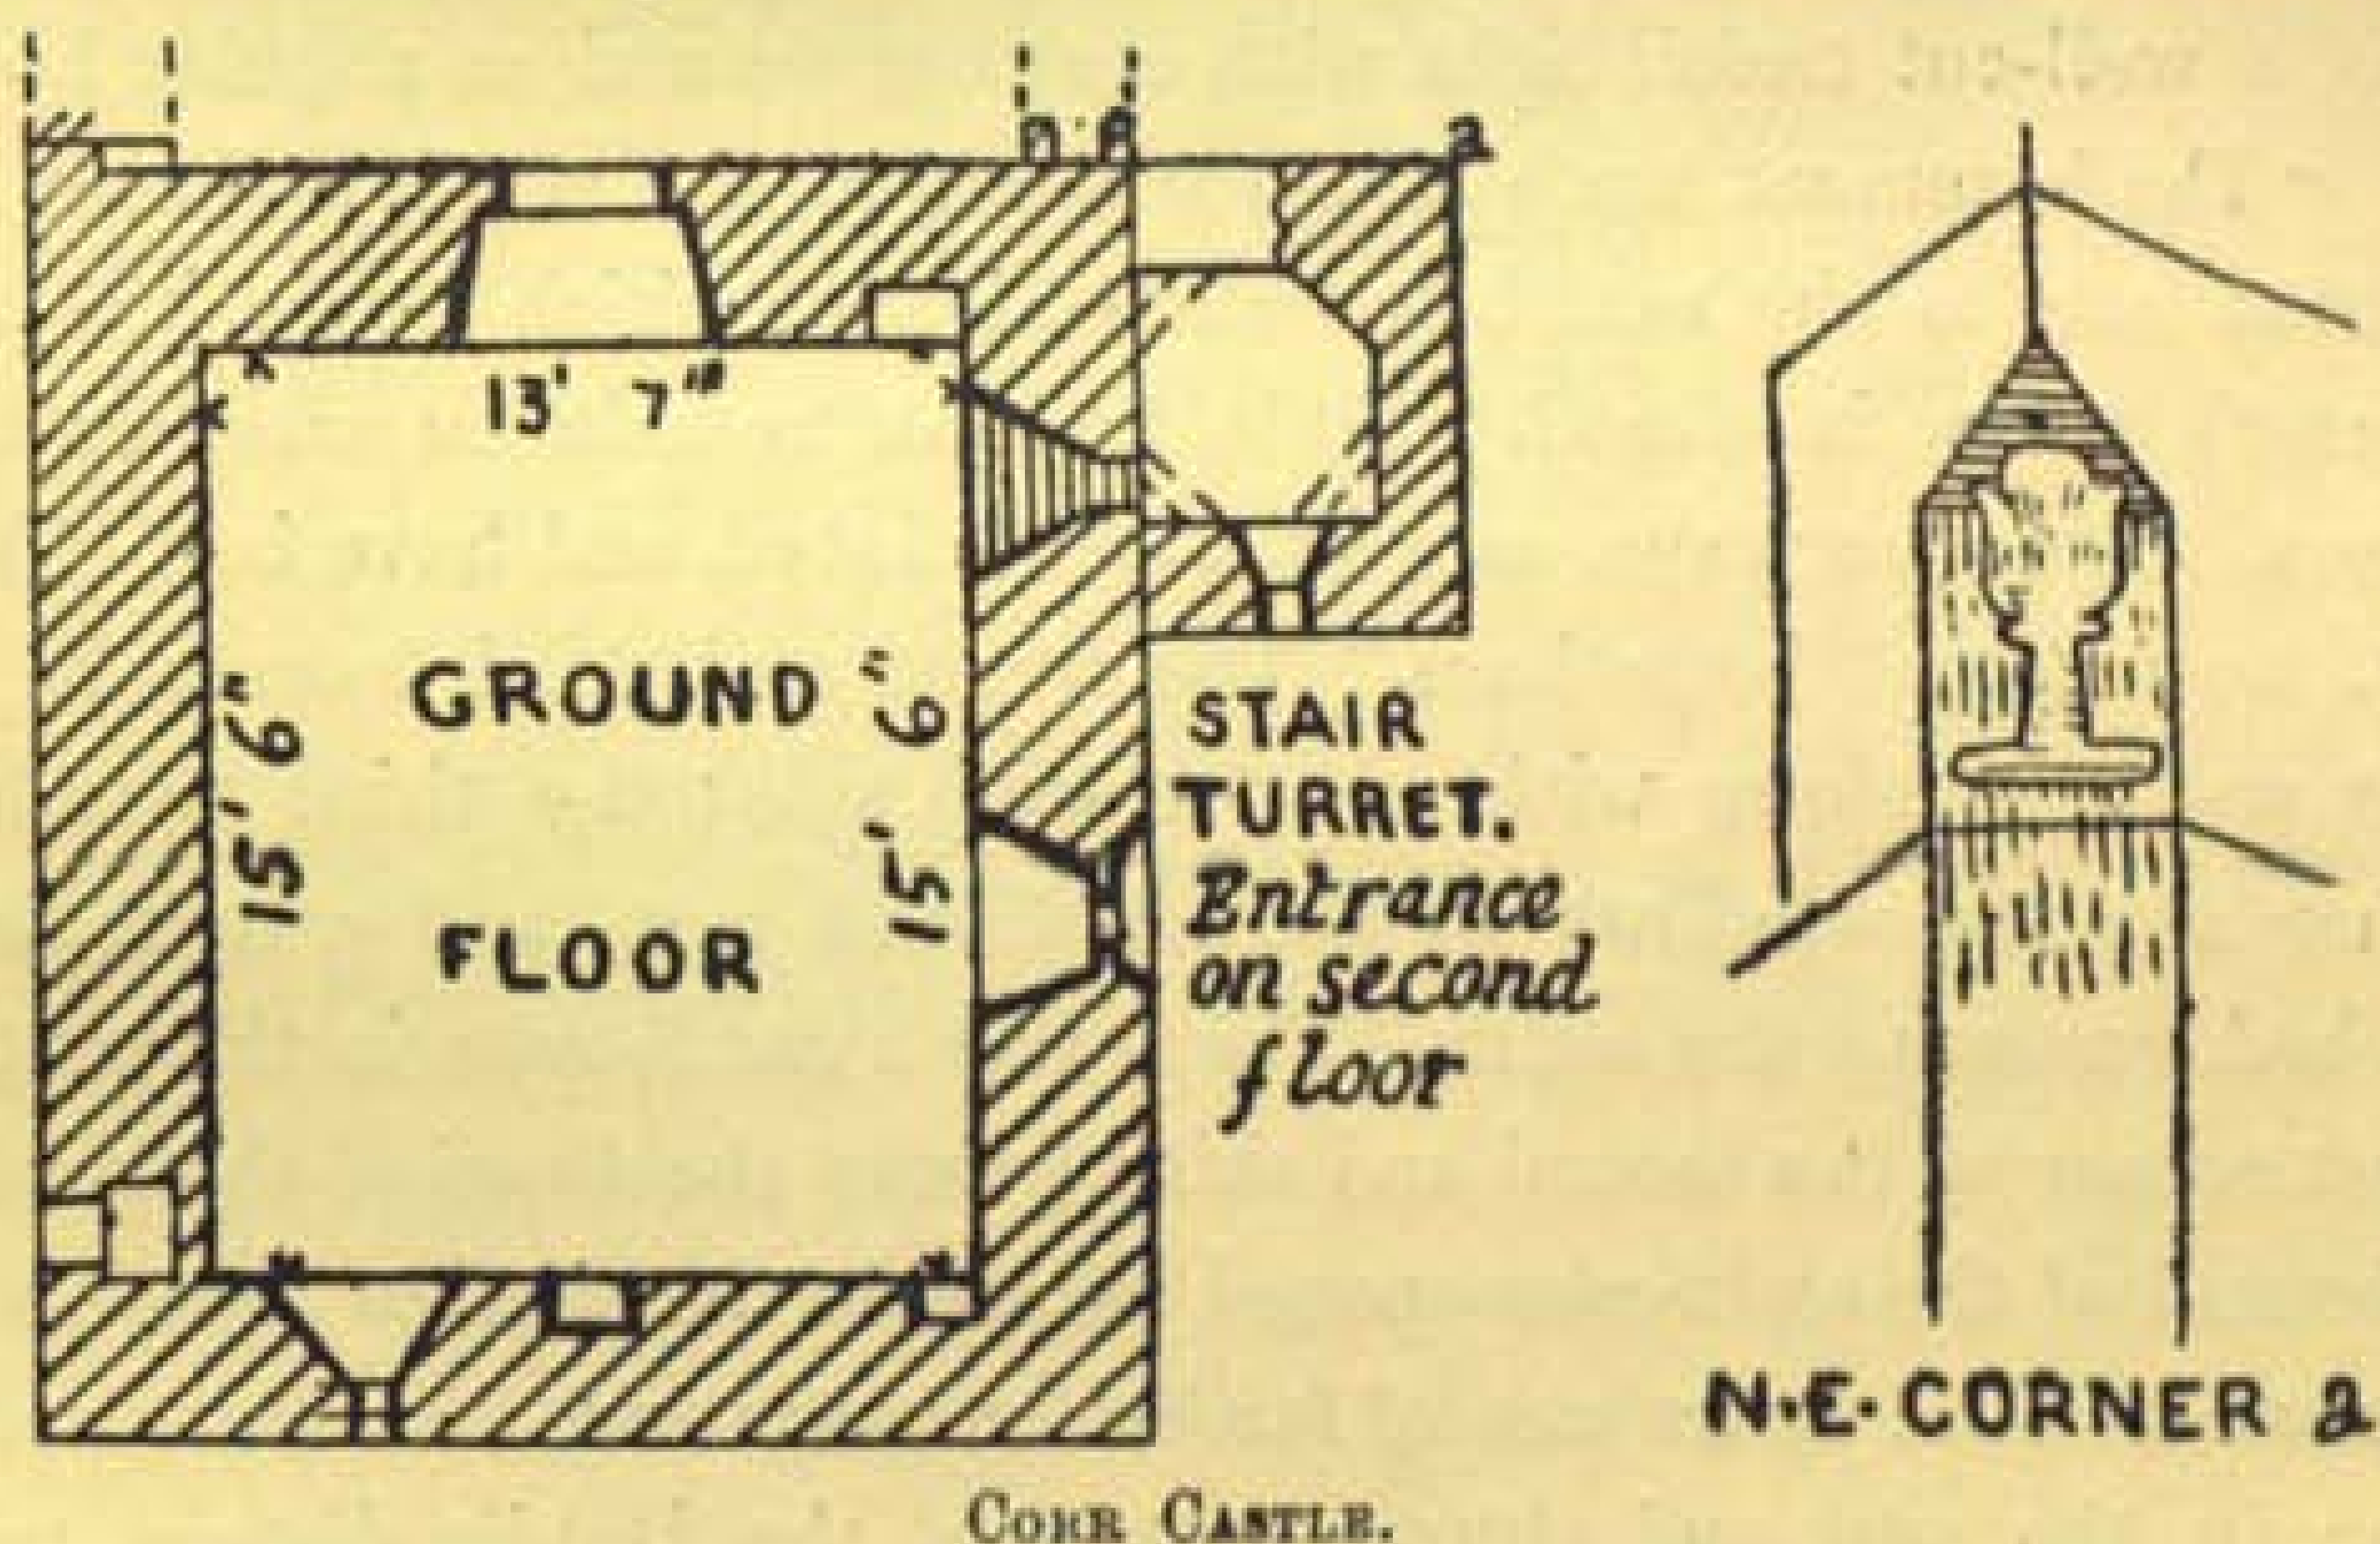 13' 7"
GROUND
FLOOR
15' 6"
15' 6"
a
STAIR
TURRET.
Entrance
on second
floor
N.E. CORNER a
CORR CASTLE.